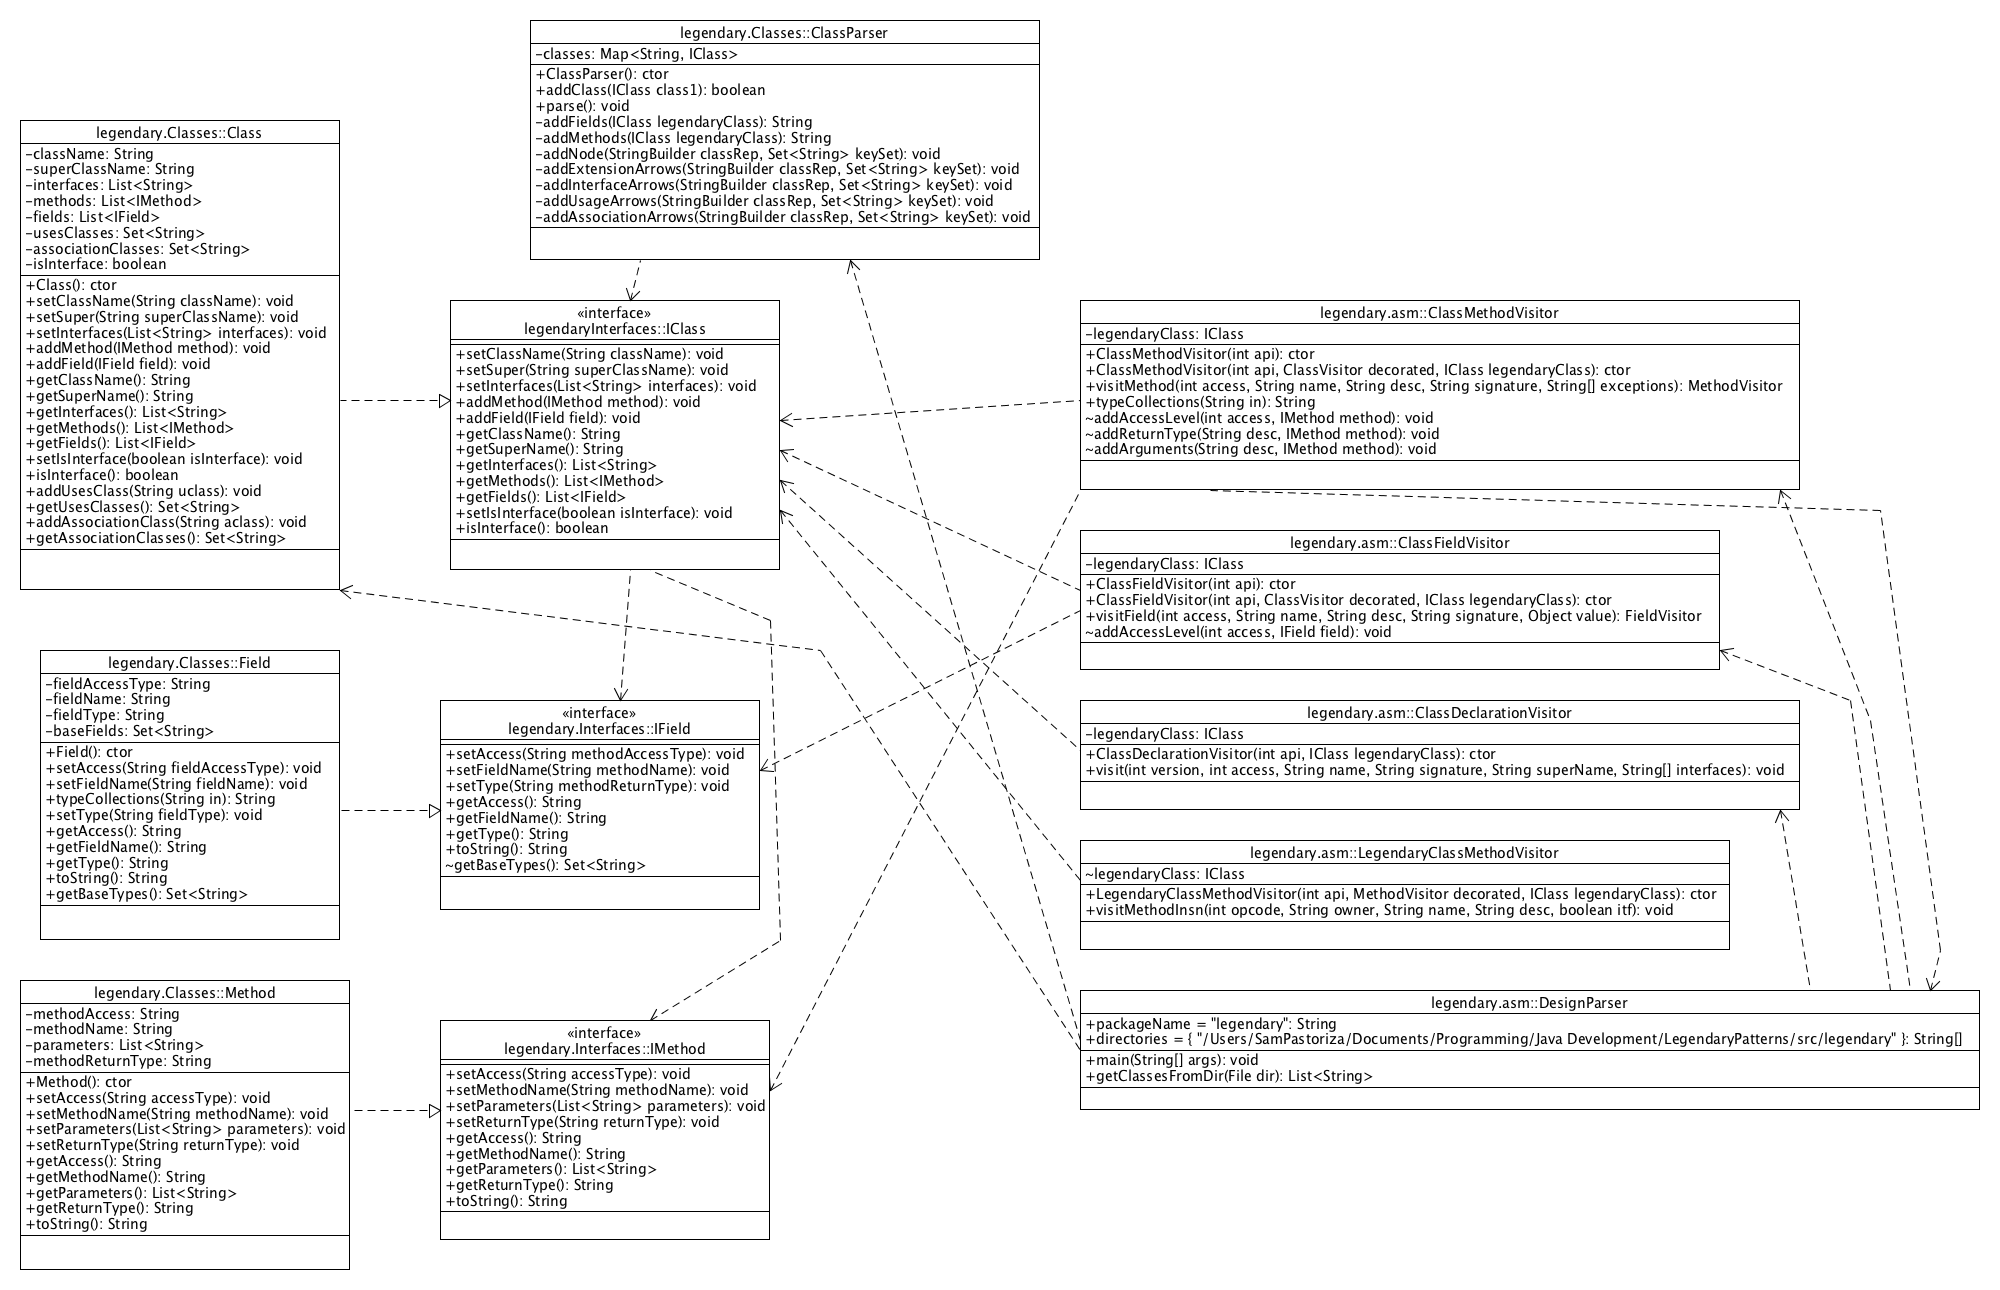 legendary.Classes::ClassParser
-classes: Map<String, IClass>
+ClassParser(): ctor
+addClass(IClass class1): boolean
+parse(): void
-addFields(IClass legendaryClass): String
-addMethods(IClass legendaryClass): String
-addNode(StringBuilder classRep, Set<String> keySet): void
-addExtensionArrows(StringBuilder classRep, Set<String> keySet): void
-addInterfaceArrows(StringBuilder classRep, Set<String> keySet): void
-addUsageArrows(StringBuilder classRep, Set<String> keySet): void
-addAssociationArrows(StringBuilder classRep, Set<String> keySet): void
legendary.Classes::Class
-className: String
-superClassName: String
-interfaces: List<String>
-methods: List<IMethod>
-fields: List<IField>
-usesClasses: Set<String>
-associationClasses: Set<String>
-isInterface: boolean
+Class(): ctor
+setClassName(String className): void
+setSuper(String superClassName): void
+setInterfaces(List<String> interfaces): void
+addMethod(IMethod method): void
+addField(IField field): void
+getClassName(): String
+getSuperName(): String
+getInterfaces(): List<String>
+getMethods(): List<IMethod>
+getFields(): List<IField>
+setIsInterface(boolean isInterface): void
+isInterface(): boolean
+addUsesClass(String uclass): void
+getUsesClasses(): Set<String>
+addAssociationClass(String aclass): void
+getAssociationClasses(): Set<String>
«interface»
legendaryInterfaces::IClass
+setClassName(String className): void
+setSuper(String superClassName): void
+setInterfaces(List<String> interfaces): void
+addMethod(IMethod method): void
+addField(IField field): void
+getClassName(): String
+getSuperName(): String
+getInterfaces(): List<String>
+getMethods(): List<IMethod>
+getFields(): List<IField>
+setIsInterface(boolean isInterface): void
+isInterface(): boolean
legendary.asm::ClassMethodVisitor
-legendaryClass: IClass
+ClassMethodVisitor(int api): ctor
+ClassMethodVisitor(int api, ClassVisitor decorated, IClass legendaryClass): ctor
+visitMethod(int access, String name, String desc, String signature, String[] exceptions): MethodVisitor
+typeCollections(String in): String
~addAccessLevel(int access, IMethod method): void
~addReturnType(String desc, IMethod method): void
~addArguments(String desc, IMethod method): void
legendary.asm::ClassFieldVisitor
-legendaryClass: IClass
+ClassFieldVisitor(int api): ctor
+ClassFieldVisitor(int api, ClassVisitor decorated, IClass legendaryClass): ctor
+visitField(int access, String name, String desc, String signature, Object value): FieldVisitor
~addAccessLevel(int access, IField field): void
legendary.Classes::Field
-fieldAccessType: String
-fieldName: String
-fieldType: String
-baseFields: Set<String>
+Field(): ctor
+setAccess(String fieldAccessType): void
+setFieldName(String fieldName): void
+typeCollections(String in): String
+setType(String fieldType): void
+getAccess(): String
+getFieldName(): String
+getType(): String
+toString(): String
+getBaseTypes(): Set<String>
«interface»
legendary.Interfaces::IField
+setAccess(String methodAccessType): void
+setFieldName(String methodName): void
+setType(String methodReturnType): void
+getAccess(): String
+getFieldName(): String
+getType(): String
+toString(): String
~getBaseTypes(): Set<String>
legendary.asm::ClassDeclarationVisitor
-legendaryClass: IClass
+ClassDeclarationVisitor(int api, IClass legendaryClass): ctor
+visit(int version, int access, String name, String signature, String superName, String[] interfaces): void
legendary.asm::LegendaryClassMethodVisitor
~legendaryClass: IClass
+LegendaryClassMethodVisitor(int api, MethodVisitor decorated, IClass legendaryClass): ctor
+visitMethodInsn(int opcode, String owner, String name, String desc, boolean itf): void
legendary.Classes::Method
-methodAccess: String
-methodName: String
-parameters: List<String>
-methodReturnType: String
+Method(): ctor
+setAccess(String accessType): void
+setMethodName(String methodName): void
+setParameters(List<String> parameters): void
+setReturnType(String returnType): void
+getAccess(): String
+getMethodName(): String
+getParameters(): List<String>
+getReturnType(): String
+toString(): String
«interface»
legendary.Interfaces::IMethod
+setAccess(String accessType): void
+setMethodName(String methodName): void
+setParameters(List<String> parameters): void
+setReturnType(String returnType): void
+getAccess(): String
+getMethodName(): String
+getParameters(): List<String>
+getReturnType(): String
+toString(): String
legendary.asm::DesignParser
+packageName = "legendary": String
+directories = { "/Users/SamPastoriza/Documents/Programming/Java Development/LegendaryPatterns/src/legendary" }: String[]
+main(String[] args): void
+getClassesFromDir(File dir): List<String>